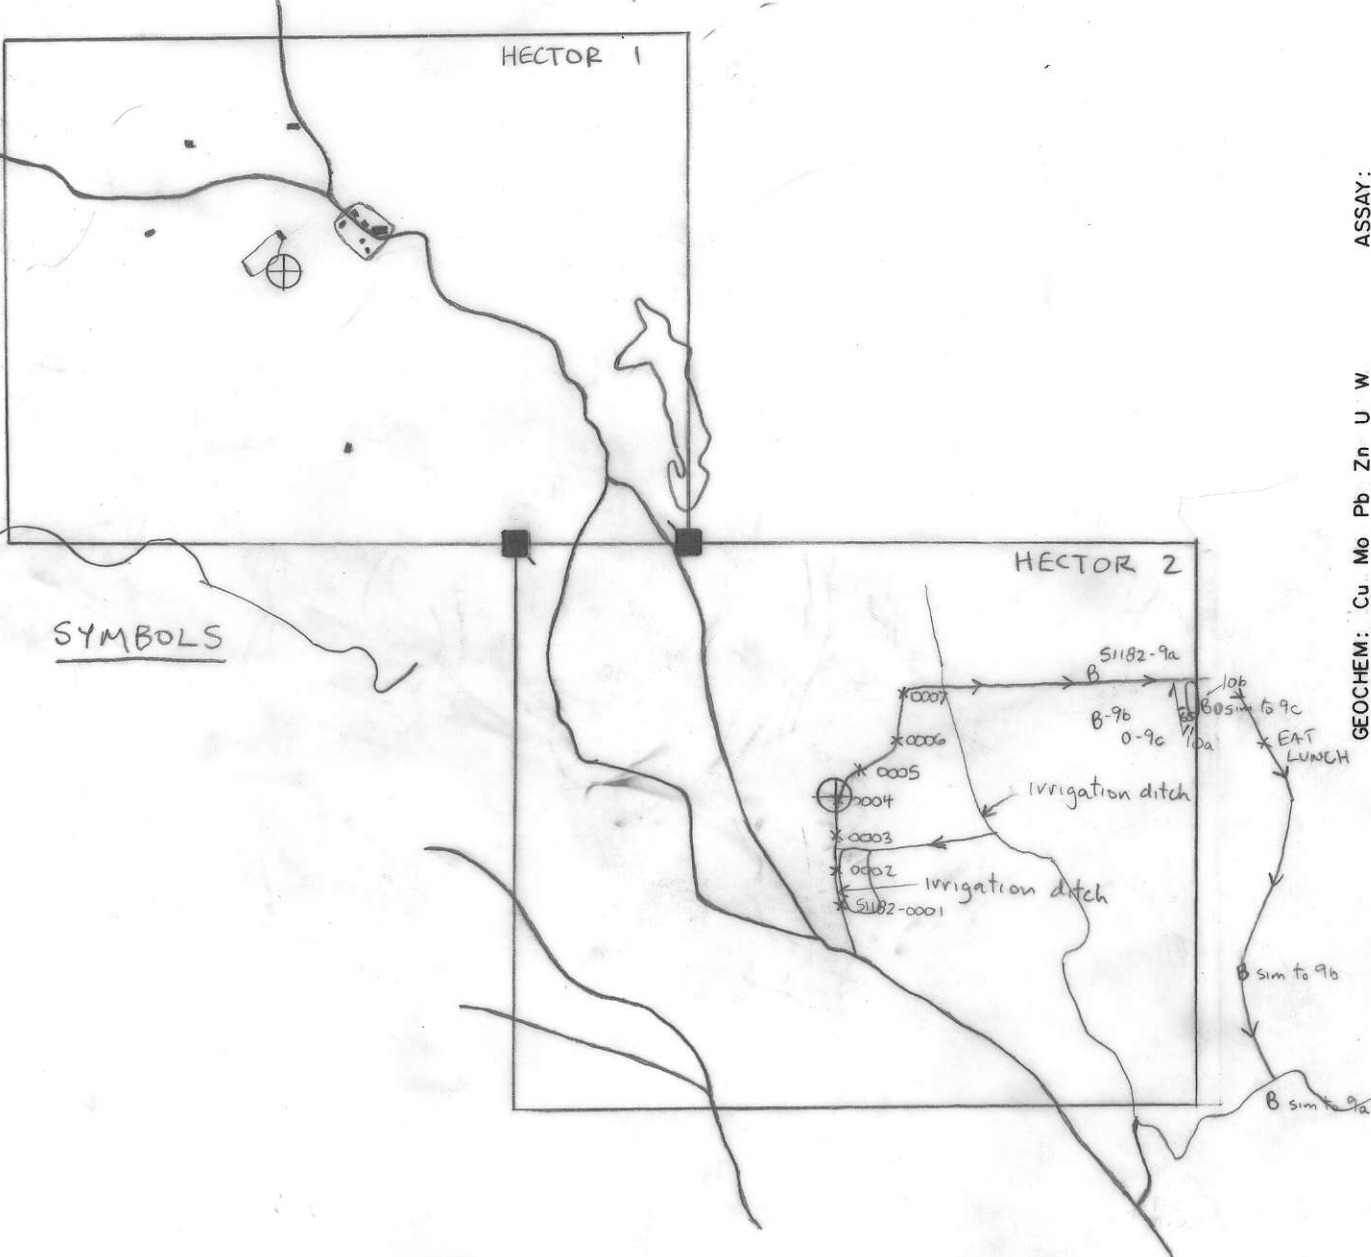 HECTOR 1
ASSAY:
GEOCHEM: Cu Mo Pb Zn U W
HECTOR 2
SYMBOLS
51182-9a
B
10b
0007
B-9b
sim to 9c
0006
0-9c
10a
EAT
LUNCH
0005
Irrigation ditch
0004
0003
0002
Irrigation ditch
51182-0001
B sim to 9b
B sim to 9a